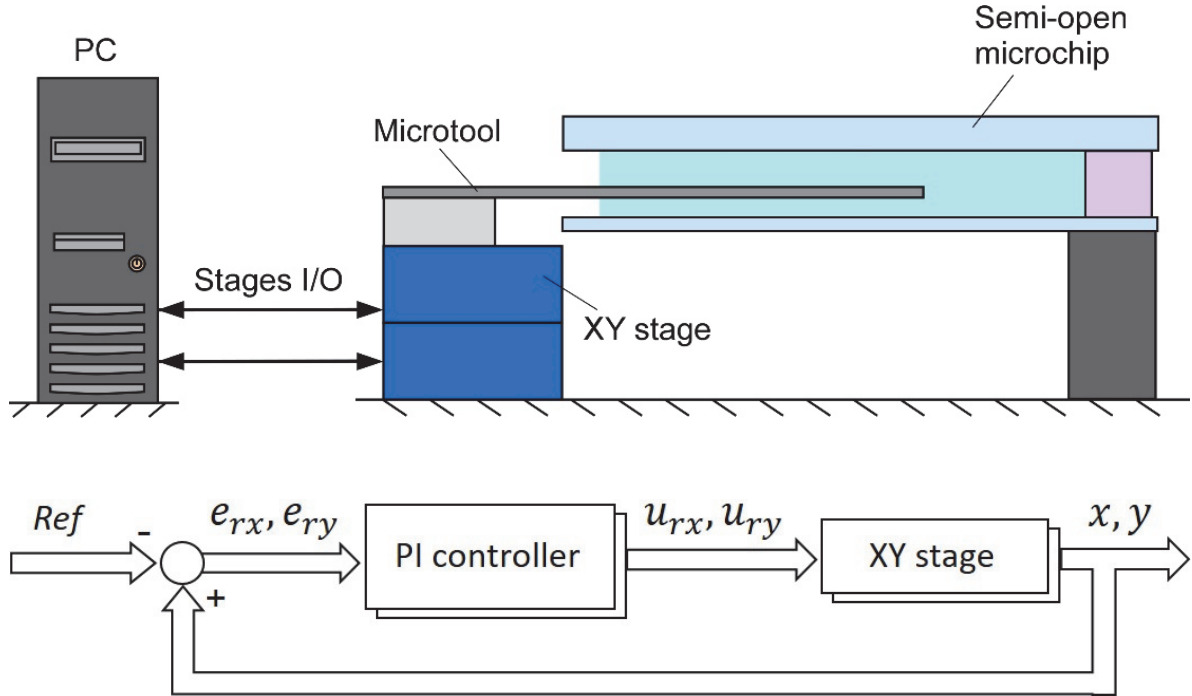 Semi-open
microchip
PC
Microtool
Stages I/O
XY stage
Ref
-
e_{rx}, e_{ry}
PI controller
u_{rx}, u_{ry}
XY stage
x, y
+